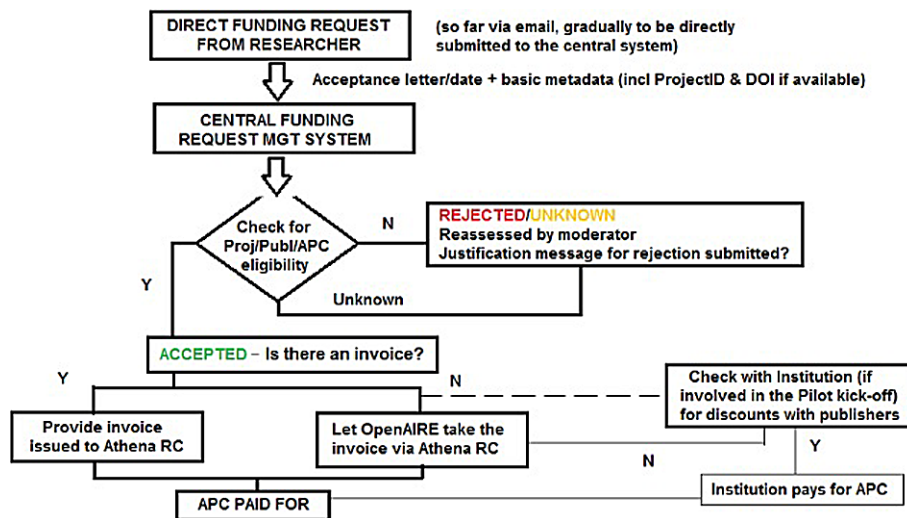 DIRECT FUNDING REQUEST
FROM RESEARCHER
(so far via email, gradually to be directly
submitted to the central system)
Acceptance letter/date + basic metadata (incl ProjectID & DOI if available)
CENTRAL FUNDING
REQUEST MGT SYSTEM
Check for
Proj/Publ/APC
eligibility
N
REJECTED/UNKNOWN
Reassessed by moderator
Justification message for rejection submitted?
Y
Unknown
ACCEPTED – Is there an invoice?
Y
N
Check with Institution (if
involved in the Pilot kick-off)
for discounts with publishers
Provide invoice
issued to Athena RC
Let OpenAIRE take the
invoice via Athena RC
N
Y
APC PAID FOR
Institution pays for APC